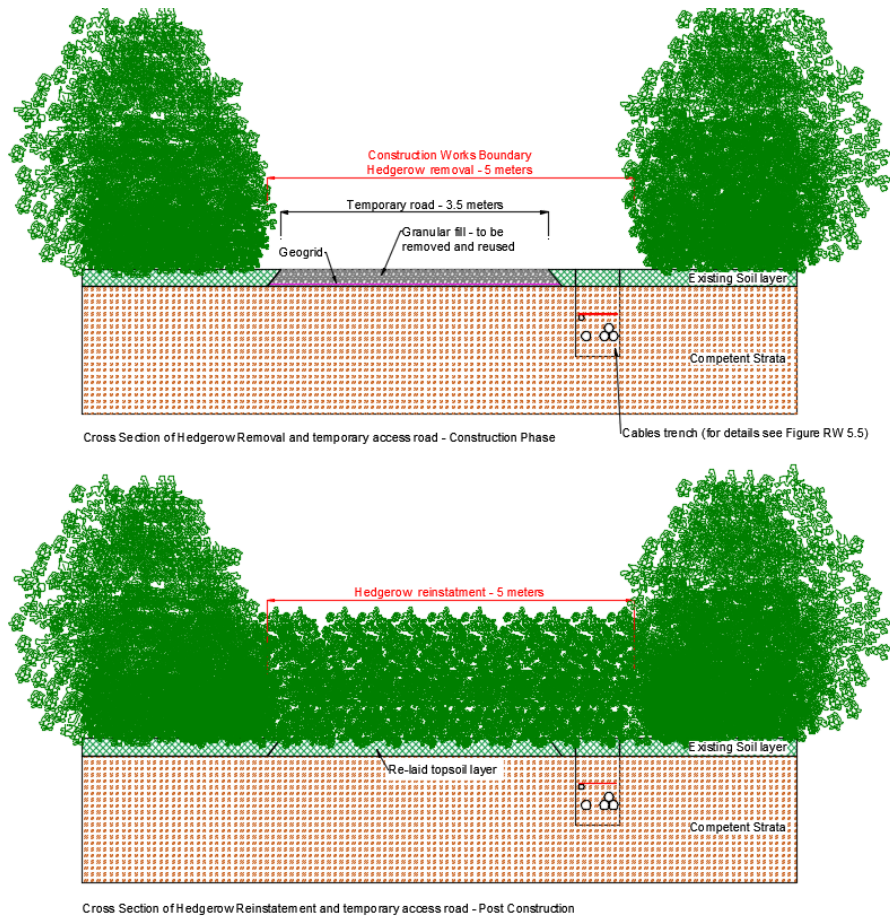 Construction Works Boundary
Hedgerow removal - 5 meters
Temporary road - 3.5 meters
Granular fill - to be
removed and reused
Geogrid
Existing Soil layer
Competent Strata
Cross Section of Hedgerow Removal and temporary access road - Construction Phase
Cables trench (for details see Figure RW 5.5)
Hedgerow reinstatment - 5 meters
Existing Soil layer
Re-laid topsoil layer
Competent Strata
Cross Section of Hedgerow Reinstatement and temporary access road - Post Construction